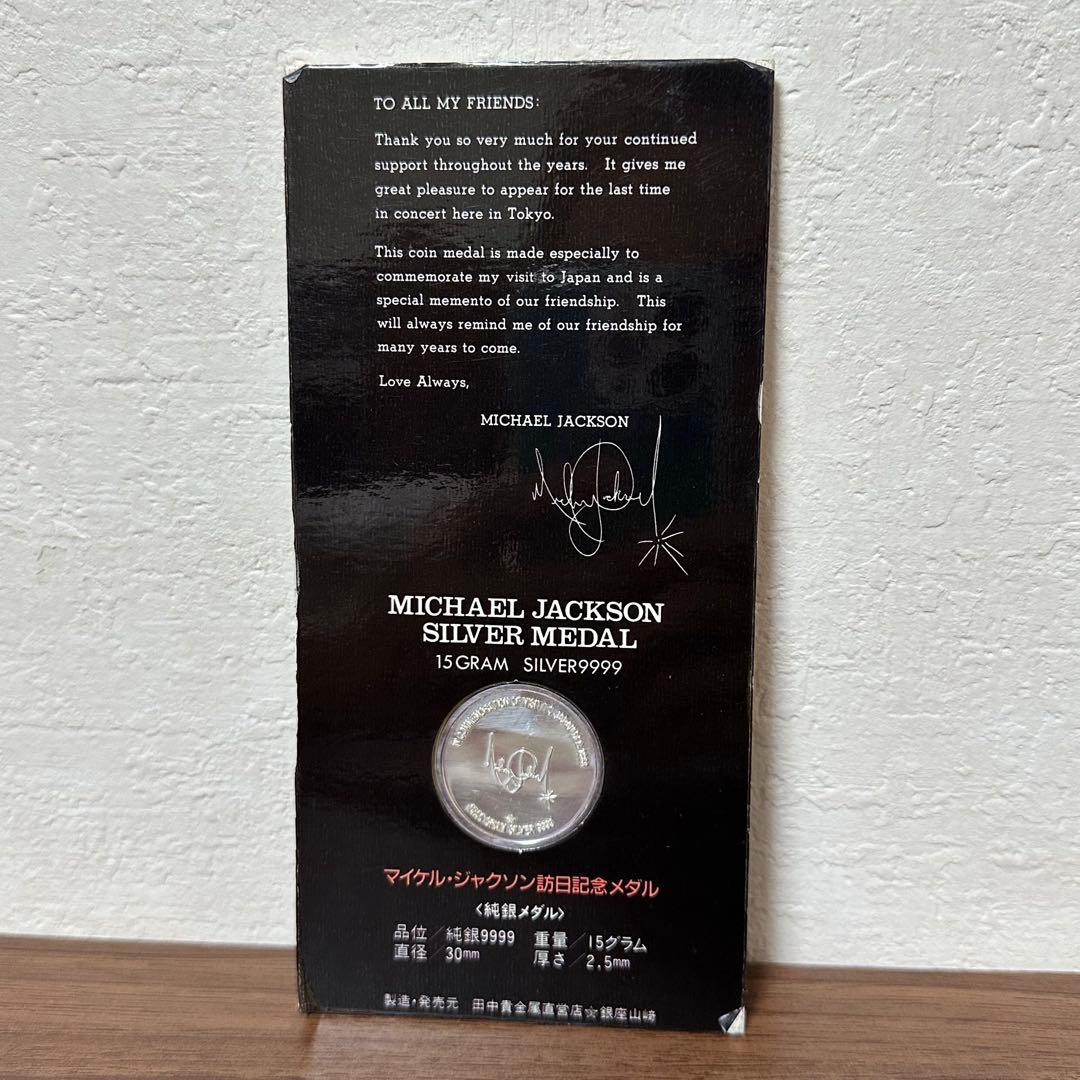 TO ALL MY FRIENDS:
Thank you so very much for your continued
support throughout the years. It gives me
great pleasure to appear for the last time
in concert here in Tokyo.
This coin medal is made especially to
commemorate my visit to Japan and is a
special memento of our friendship. This
will always remind me of our friendship for
many years to come.
Love Always,
MICHAEL JACKSON
Michael Jackson
MICHAEL JACKSON
SILVER MEDAL
15GRAM SILVER9999
マイケル・ジャクソン訪日記念メダル
〈純銀メダル〉
品位/純銀9999 重量/15グラム
直径/30mm 厚さ/2.5mm
製造・発売元 田中貴金属直営店☆銀座山﨑